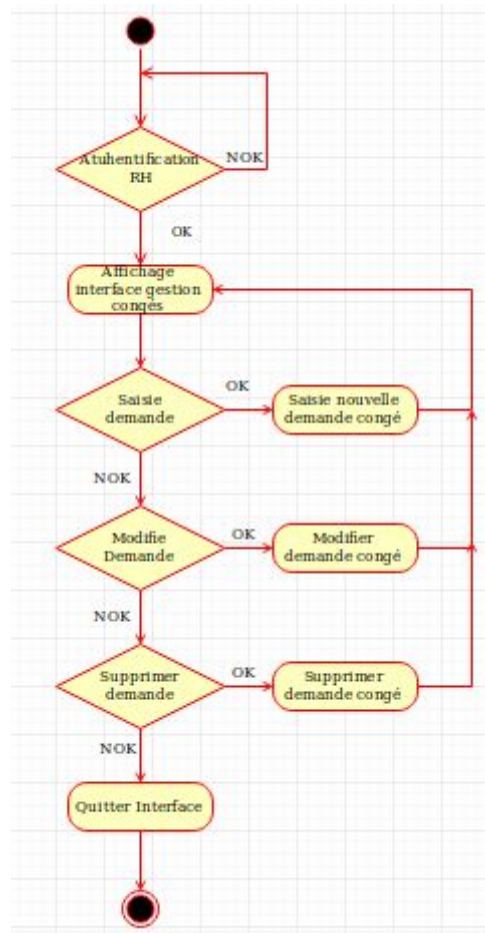 Atuhentification
RH
NOK
OK
Affichage
interface gestion
congés
Saisie
demande
OK
Saisie nouvelle
demande congé
NOK
Modifie
Demande
OK
Modifier
demande congé
NOK
Supprimer
demande
OK
Supprimer
demande congé
NOK
Quitter Interface